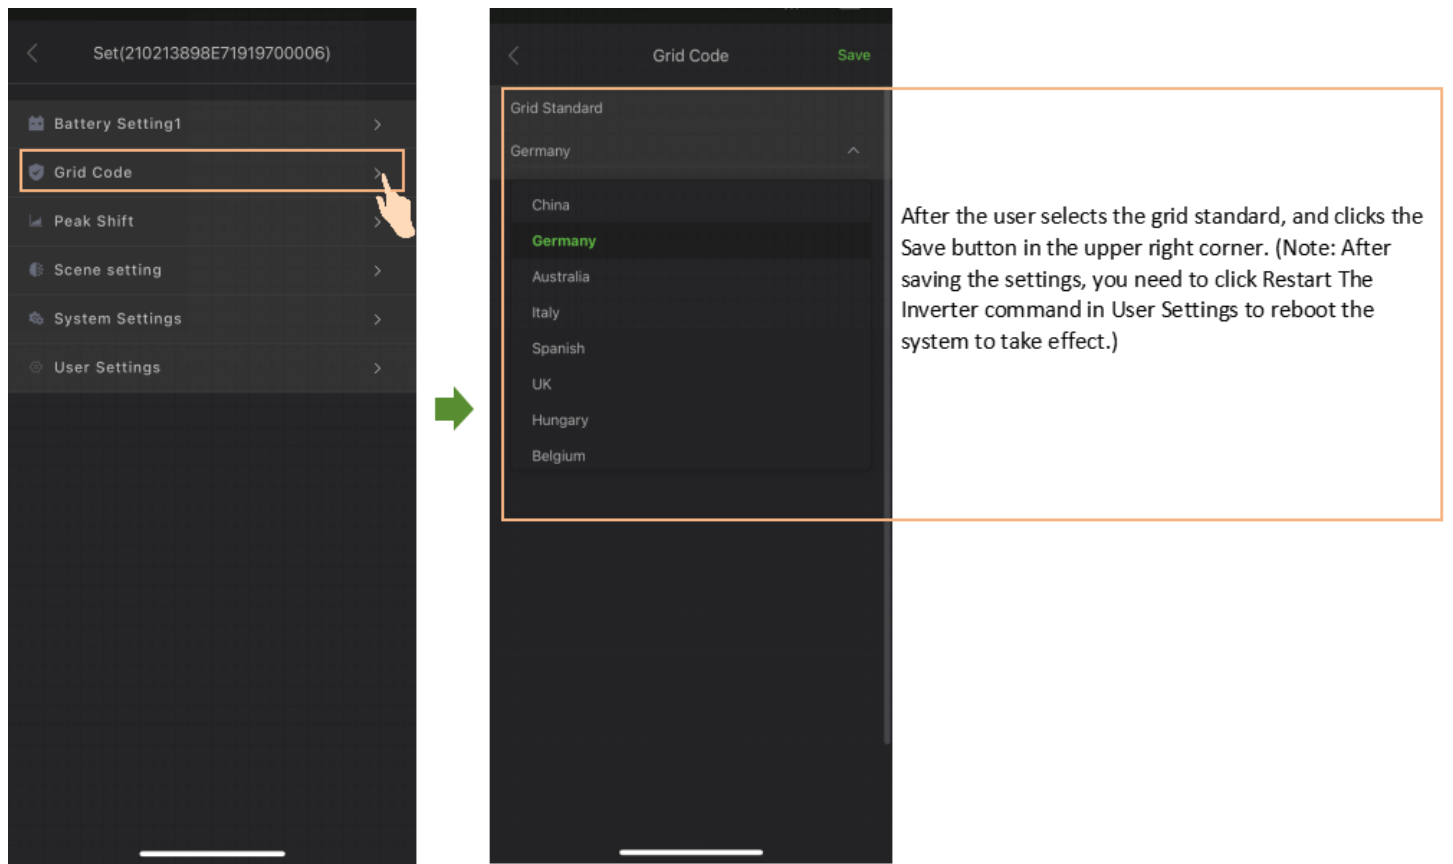 Set(210213898E71919700006)
Battery Setting1
Grid Code
Peak Shift
Scene setting
System Settings
User Settings
Grid Code
Save
Grid Standard
Germany
China
Germany
Australia
Italy
Spanish
UK
Hungary
Belgium
After the user selects the grid standard, and clicks the
Save button in the upper right corner. (Note: After
saving the settings, you need to click Restart The
Inverter command in User Settings to reboot the
system to take effect.)